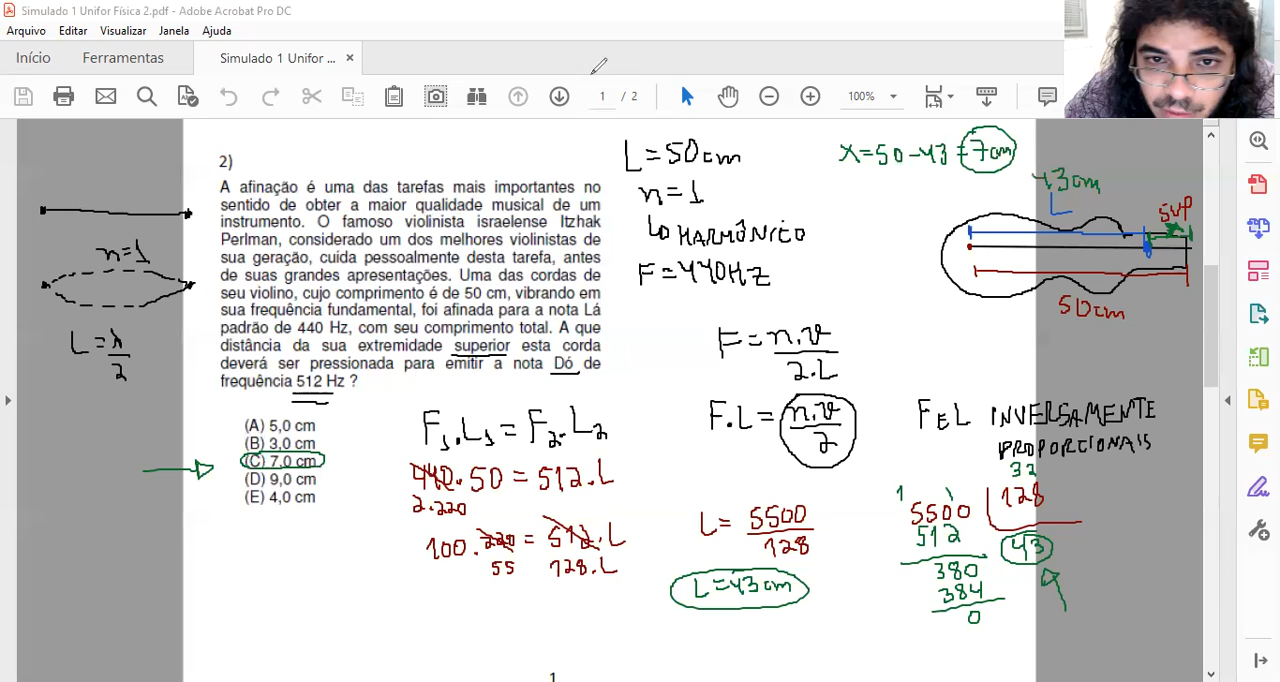 Simulado 1 Unifor Física 2.pdf - Adobe Acrobat Pro DC
Arquivo Editar Visualizar Janela Ajuda
Início Ferramentas Simulado 1 Unifor ... ×
1 / 2 100%
2)
A afinação é uma das tarefas mais importantes no
sentido de obter a maior qualidade musical de um
instrumento. O famoso violinista israelense Itzhak
Perlman, considerado um dos melhores violinistas de
sua geração, cuida pessoalmente desta tarefa, antes
de suas grandes apresentações. Uma das cordas de
seu violino, cujo comprimento é de 50 cm, vibrando em
sua frequência fundamental, foi afinada para a nota Lá
padrão de 440 Hz, com seu comprimento total. A que
distância da sua extremidade superior esta corda
deverá ser pressionada para emitir a nota Dó de
frequência 512 Hz ?
(A) 5,0 cm
(B) 3,0 cm
(C) 7,0 cm
(D) 9,0 cm
(E) 4,0 cm
n=1
L = λ/2
L = 50cm
n = 1
↳ HARMÔNICO
F = 440HZ
X = 50 - 43 = 7cm
43cm
L
SUP
50cm
F = n.v / 2.L
F.L = n.v / 2
F E L INVERSAMENTE
PROPORCIONAIS
F1.L1 = F2.L2
440.50 = 512.L
2.220
100.220 = 512.L
55 128.L
L = 5500/128
L = 43 cm
32
1 1
5500 128
512 43
380
384
0
1